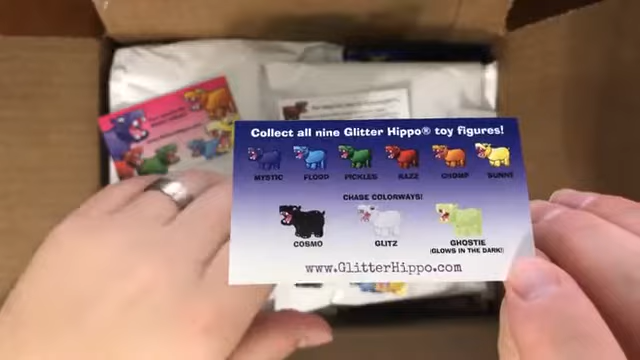 Collect all nine Glitter Hippo® toy figures!
MYSTIC FLOOD PICKLES RAZZ CHOMP SUNNY
CHASE COLORWAYS!
COSMO GLITZ GHOSTIE
(GLOWS IN THE DARK!)
www.GlitterHippo.com